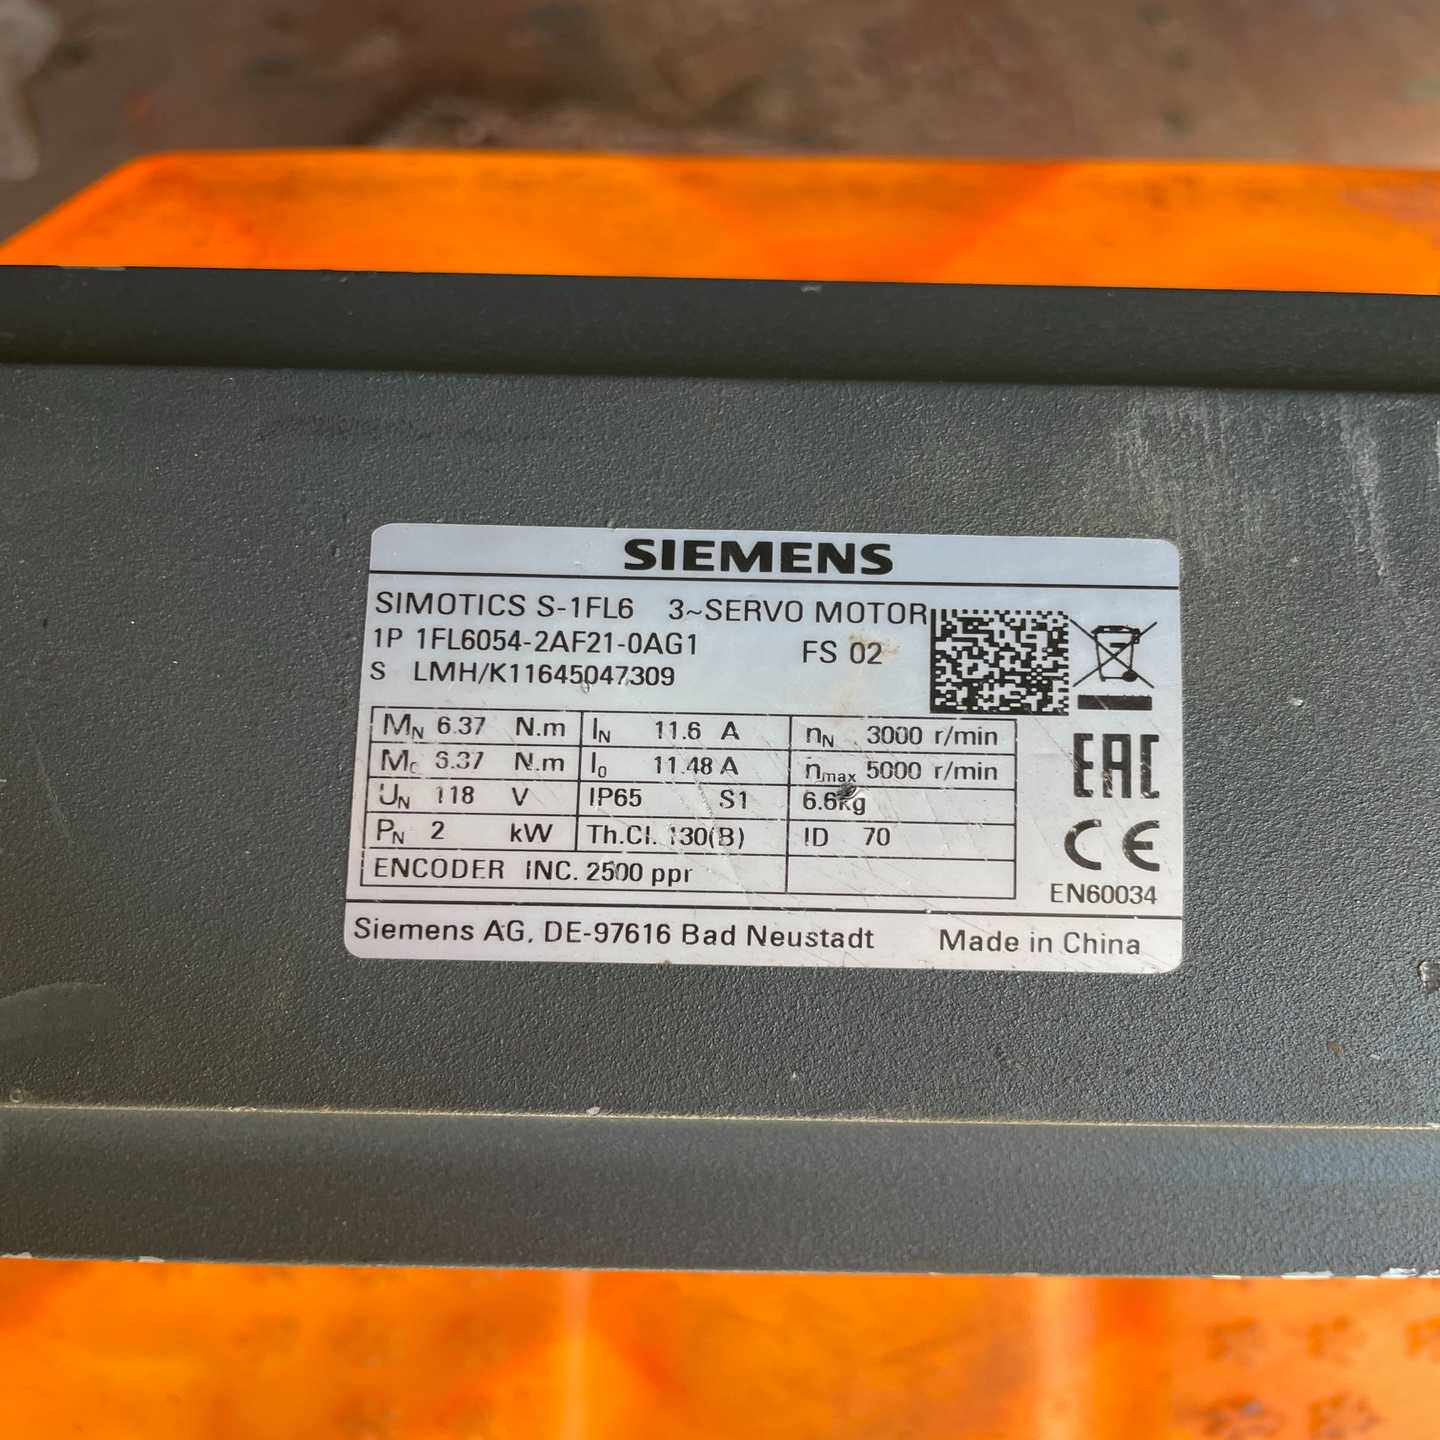 SIEMENS
SIMOTICS S-1FL6 3~SERVO MOTOR
1P 1FL6054-2AF21-0AG1 FS 02
S LMH/K11645047309
MN 6.37 N.m IN 11.6 A nN 3000 r/min
M0 6.37 N.m I0 11.48 A nmax 5000 r/min
UN 118 V IP65 S1 6.6kg
PN 2 kW Th.Cl. 130(B) ID 70
ENCODER INC. 2500 ppr
EAC
CE
EN60034
Siemens AG, DE-97616 Bad Neustadt Made in China